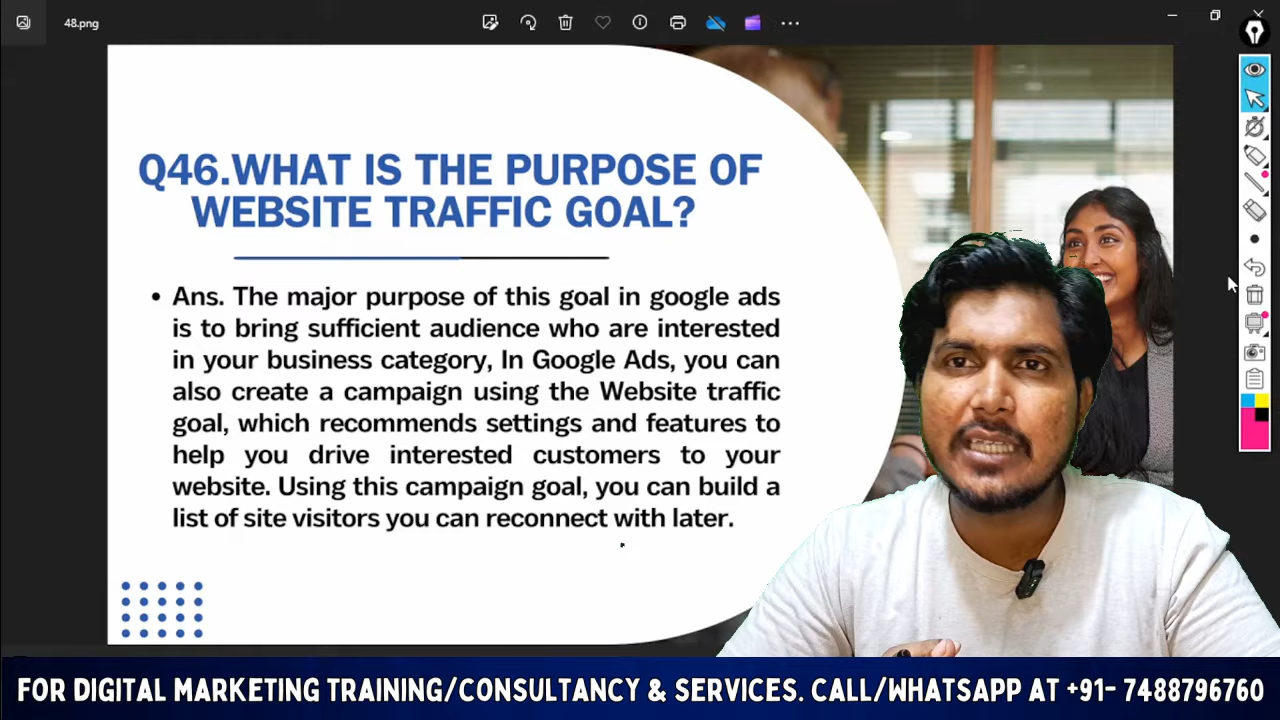 48.png
Q46.WHAT IS THE PURPOSE OF
WEBSITE TRAFFIC GOAL?
• Ans. The major purpose of this goal in google ads
is to bring sufficient audience who are interested
in your business category, In Google Ads, you can
also create a campaign using the Website traffic
goal, which recommends settings and features to
help you drive interested customers to your
website. Using this campaign goal, you can build a
list of site visitors you can reconnect with later.
FOR DIGITAL MARKETING TRAINING/CONSULTANCY & SERVICES. CALL/WHATSAPP AT +91- 7488796760